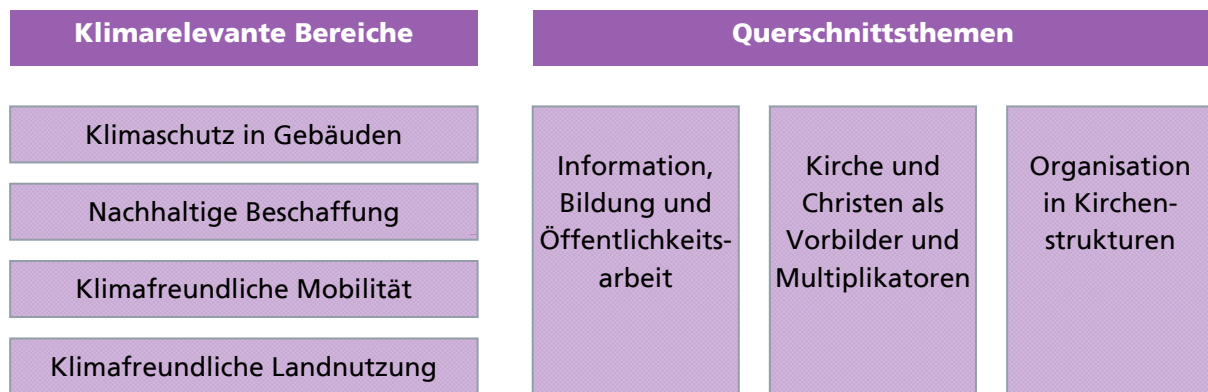 Klimarelevante Bereiche
Klimaschutz in Gebäuden
Nachhaltige Beschaffung
Klimafreundliche Mobilität
Klimafreundliche Landnutzung
Querschnittsthemen
Information,
Bildung und
Öffentlichkeits-
arbeit
Kirche und
Christen als
Vorbilder und
Multiplikatoren
Organisation
in Kirchen-
strukturen